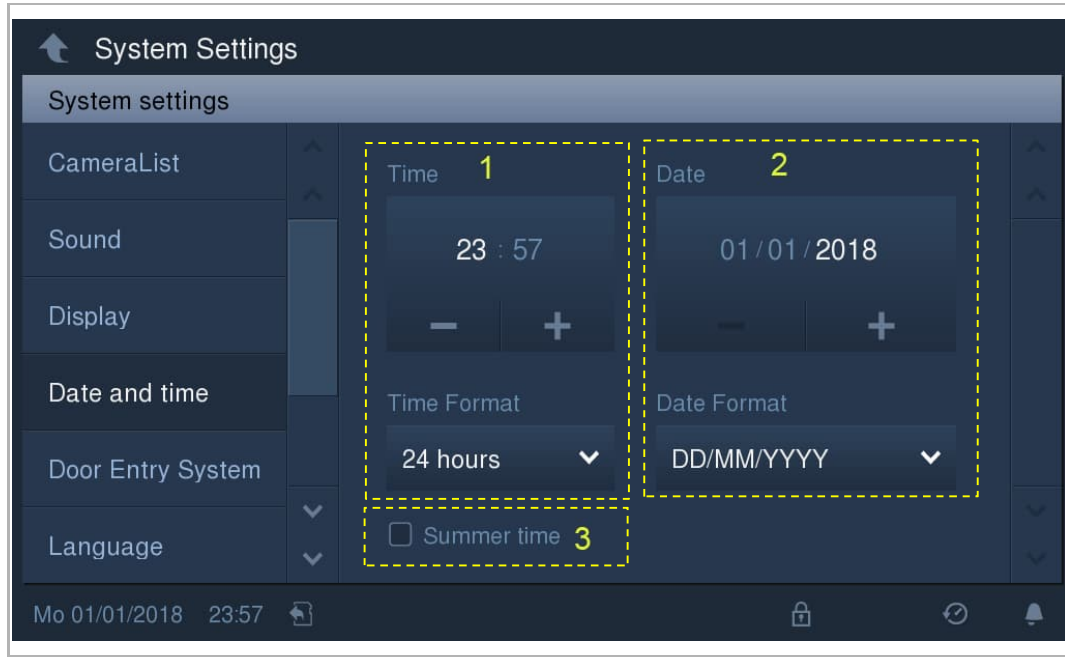 System Settings
System settings
CameraList
Sound
Display
Date and time
Door Entry System
Language
Time 1
23 : 57
− +
Time Format
24 hours
Summer time 3
Date 2
01/01/2018
− +
Date Format
DD/MM/YYYY
Mo 01/01/2018 23:57